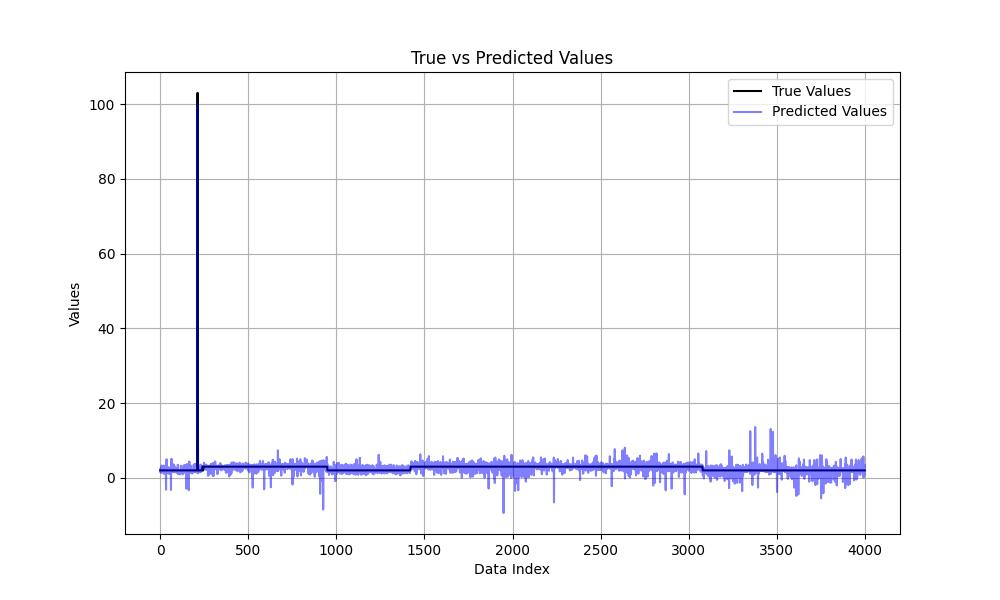 True vs Predicted Values
True Values
Predicted Values
100
80
60
40
20
0
Values
0 500 1000 1500 2000 2500 3000 3500 4000
Data Index